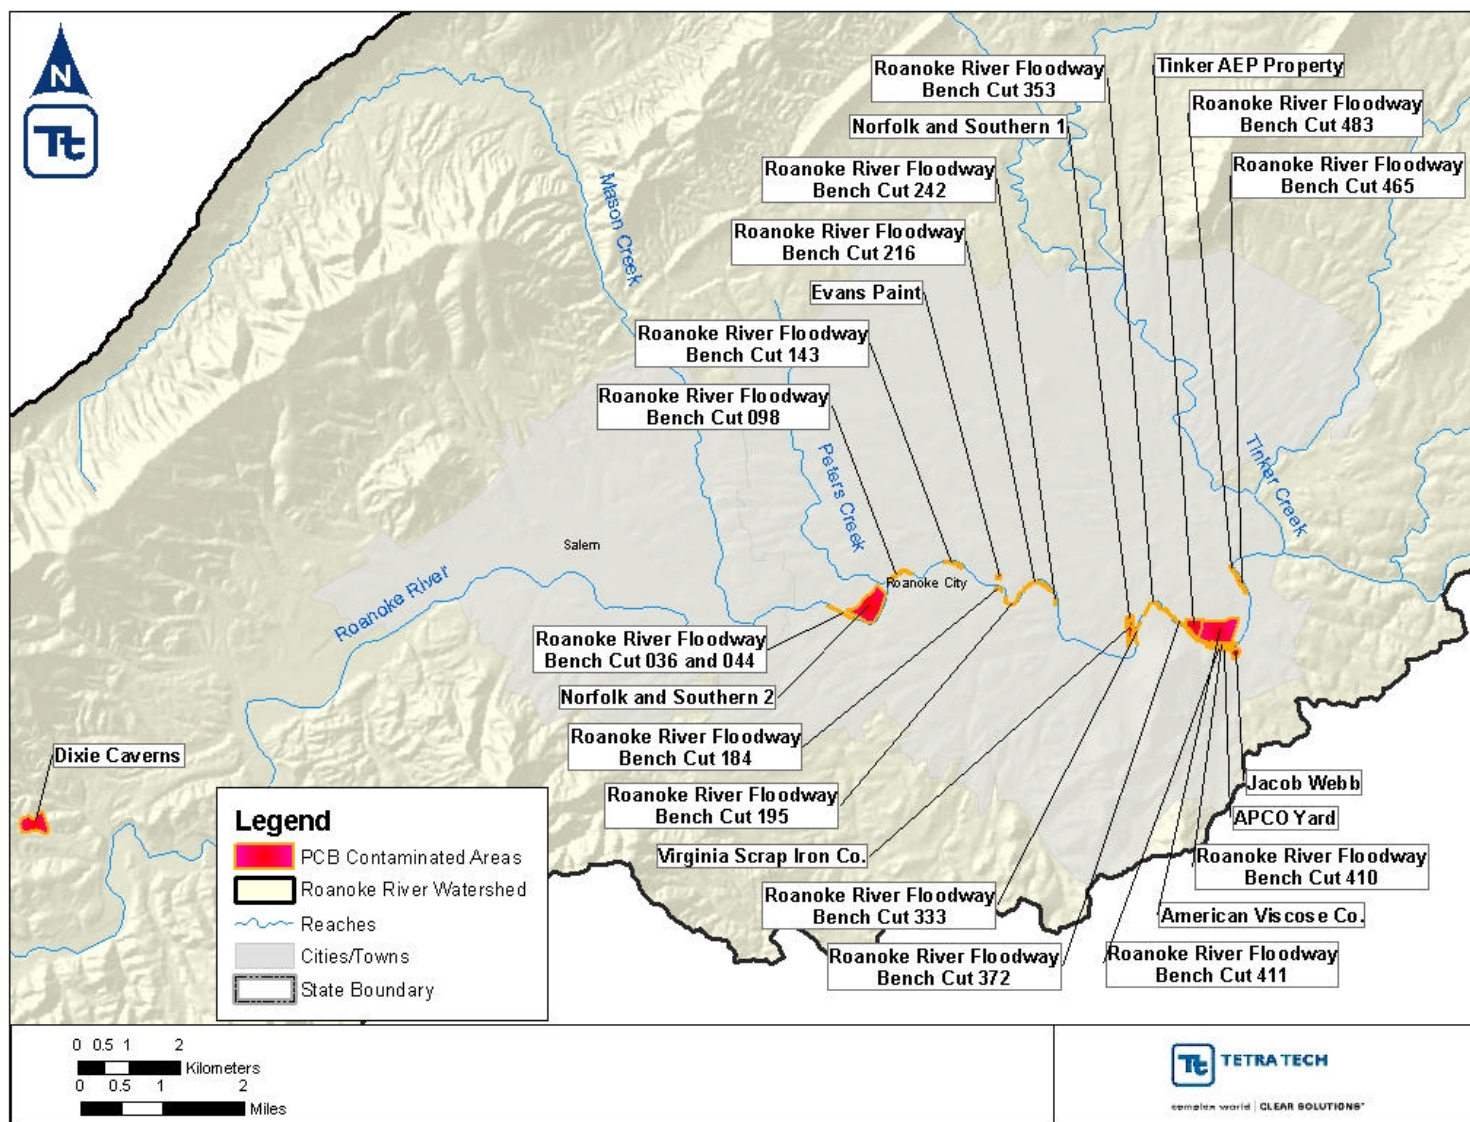 N
Tt
Roanoke River Floodway
Bench Cut 353
Tinker AEP Property
Roanoke River Floodway
Bench Cut 483
Norfolk and Southern 1
Roanoke River Floodway
Bench Cut 242
Roanoke River Floodway
Bench Cut 465
Mason Creek
Roanoke River Floodway
Bench Cut 216
Evans Paint
Roanoke River Floodway
Bench Cut 143
Roanoke River Floodway
Bench Cut 098
Peters Creek
Tinker Creek
Salem
Roanoke River
Roanoke City
Roanoke River Floodway
Bench Cut 036 and 044
Norfolk and Southern 2
Roanoke River Floodway
Bench Cut 184
Dixie Caverns
Roanoke River Floodway
Bench Cut 195
Jacob Webb
APCO Yard
Virginia Scrap Iron Co.
Roanoke River Floodway
Bench Cut 410
Roanoke River Floodway
Bench Cut 333
American Viscose Co.
Roanoke River Floodway
Bench Cut 372
Roanoke River Floodway
Bench Cut 411
Legend
PCB Contaminated Areas
Roanoke River Watershed
Reaches
Cities/Towns
State Boundary
0 0.5 1 2
Kilometers
0 0.5 1 2
Miles
Tt TETRA TECH
complex world | CLEAR SOLUTIONS™